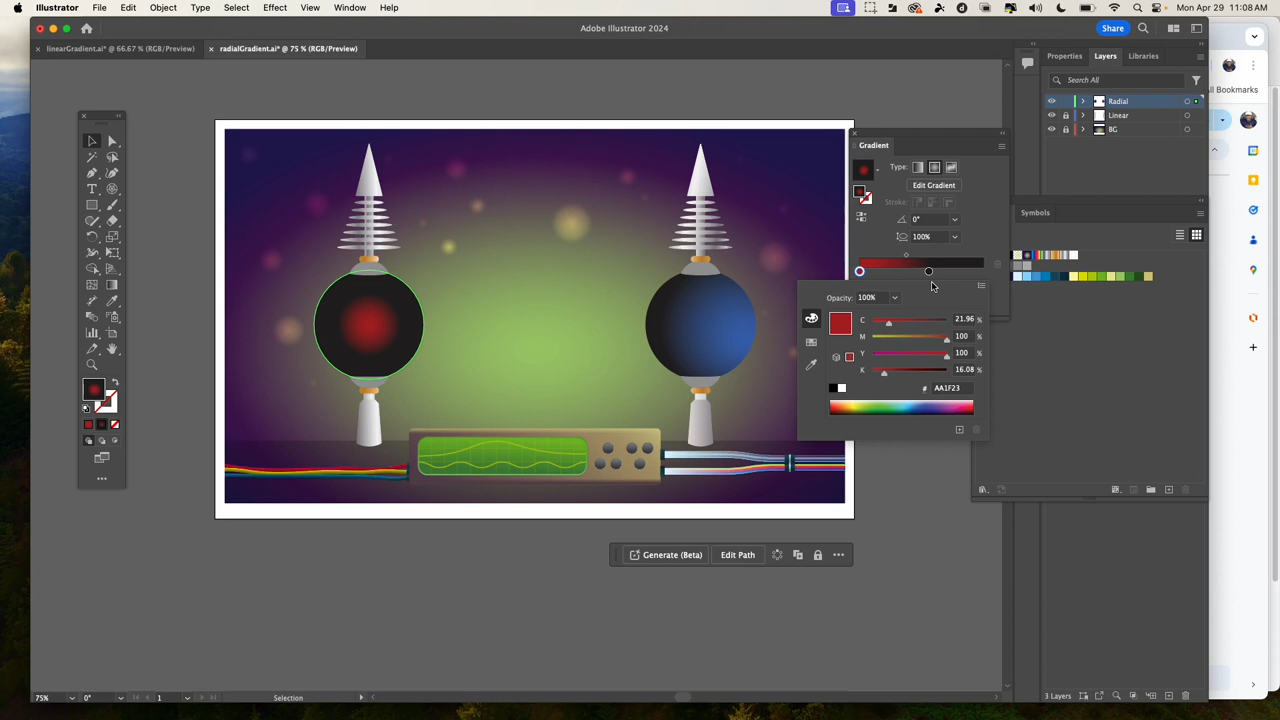 Illustrator File Edit Object Type Select Effect View Window Help
Mon Apr 29 11:08 AM
Adobe Illustrator 2024
Share
× linearGradient.ai* @ 66.67 % (RGB/Preview)
× radialGradient.ai* @ 75 % (RGB/Preview)
Properties Layers Libraries
Search All
Radial
Linear
BG
ll Bookmarks
Gradient
Type:
Edit Gradient
Stroke:
0°
100%
Symbols
Opacity: 100%
C 21.96 %
M 100 %
Y 100 %
K 16.08 %
# AA1F23
Generate (Beta) Edit Path
75% 0° 1 Selection
3 Layers